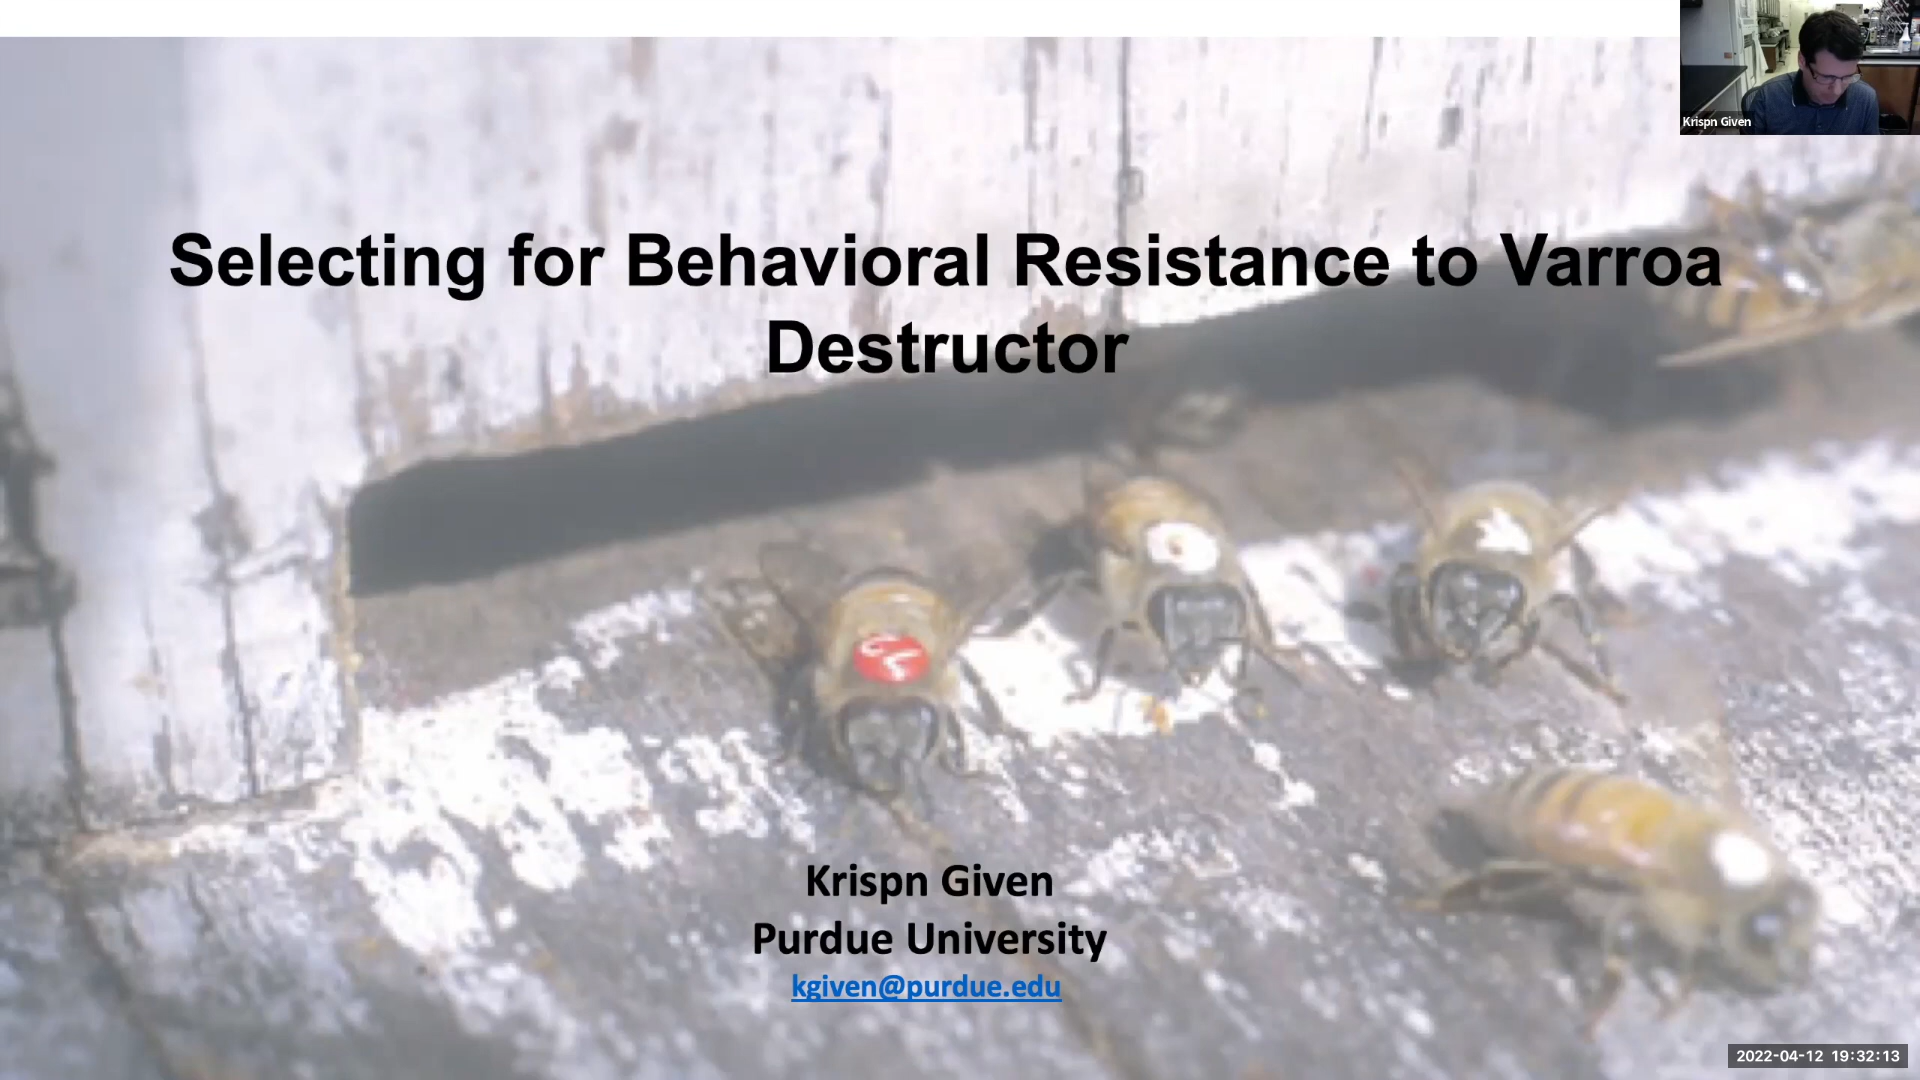 Krispn Given
Selecting for Behavioral Resistance to Varroa
Destructor
Krispn Given
Purdue University
kgiven@purdue.edu
2022-04-12 19:32:13